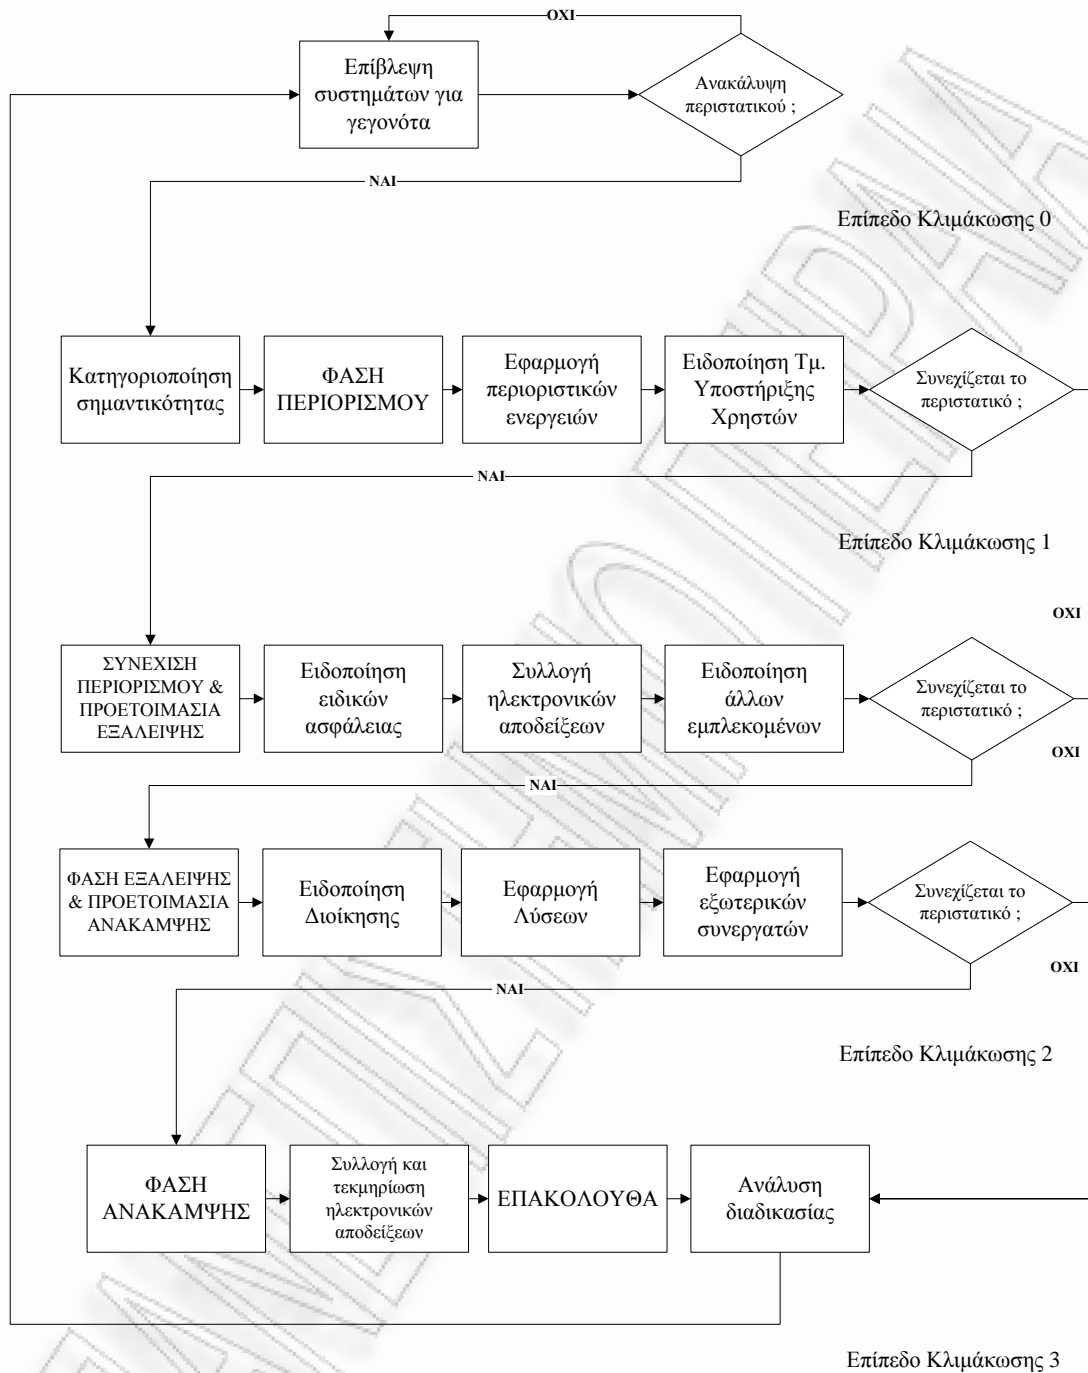 ΟΧΙ
Επίβλεψη
συστημάτων για
γεγονότα
Ανακάλυψη
περιστατικού ;
ΝΑΙ
Επίπεδο Κλιμάκωσης 0
Κατηγοριοποίηση
σημαντικότητας
ΦΑΣΗ
ΠΕΡΙΟΡΙΣΜΟΥ
Εφαρμογή
περιοριστικών
ενεργειών
Ειδοποίηση Τμ.
Υποστήριξης
Χρηστών
Συνεχίζεται το
περιστατικό ;
ΝΑΙ
Επίπεδο Κλιμάκωσης 1
ΟΧΙ
ΣΥΝΕΧΙΣΗ
ΠΕΡΙΟΡΙΣΜΟΥ &
ΠΡΟΕΤΟΙΜΑΣΙΑ
ΕΞΑΛΕΙΨΗΣ
Ειδοποίηση
ειδικών
ασφάλειας
Συλλογή
ηλεκτρονικών
αποδείξεων
Ειδοποίηση
άλλων
εμπλεκομένων
Συνεχίζεται το
περιστατικό ;
ΟΧΙ
ΝΑΙ
ΦΑΣΗ ΕΞΑΛΕΙΨΗΣ
& ΠΡΟΕΤΟΙΜΑΣΙΑ
ΑΝΑΚΑΜΨΗΣ
Ειδοποίηση
Διοίκησης
Εφαρμογή
Λύσεων
Εφαρμογή
εξωτερικών
συνεργατών
Συνεχίζεται το
περιστατικό ;
ΟΧΙ
ΝΑΙ
Επίπεδο Κλιμάκωσης 2
ΦΑΣΗ
ΑΝΑΚΑΜΨΗΣ
Συλλογή και
τεκμηρίωση
ηλεκτρονικών
αποδείξεων
ΕΠΑΚΟΛΟΥΘΑ
Ανάλυση
διαδικασίας
Επίπεδο Κλιμάκωσης 3